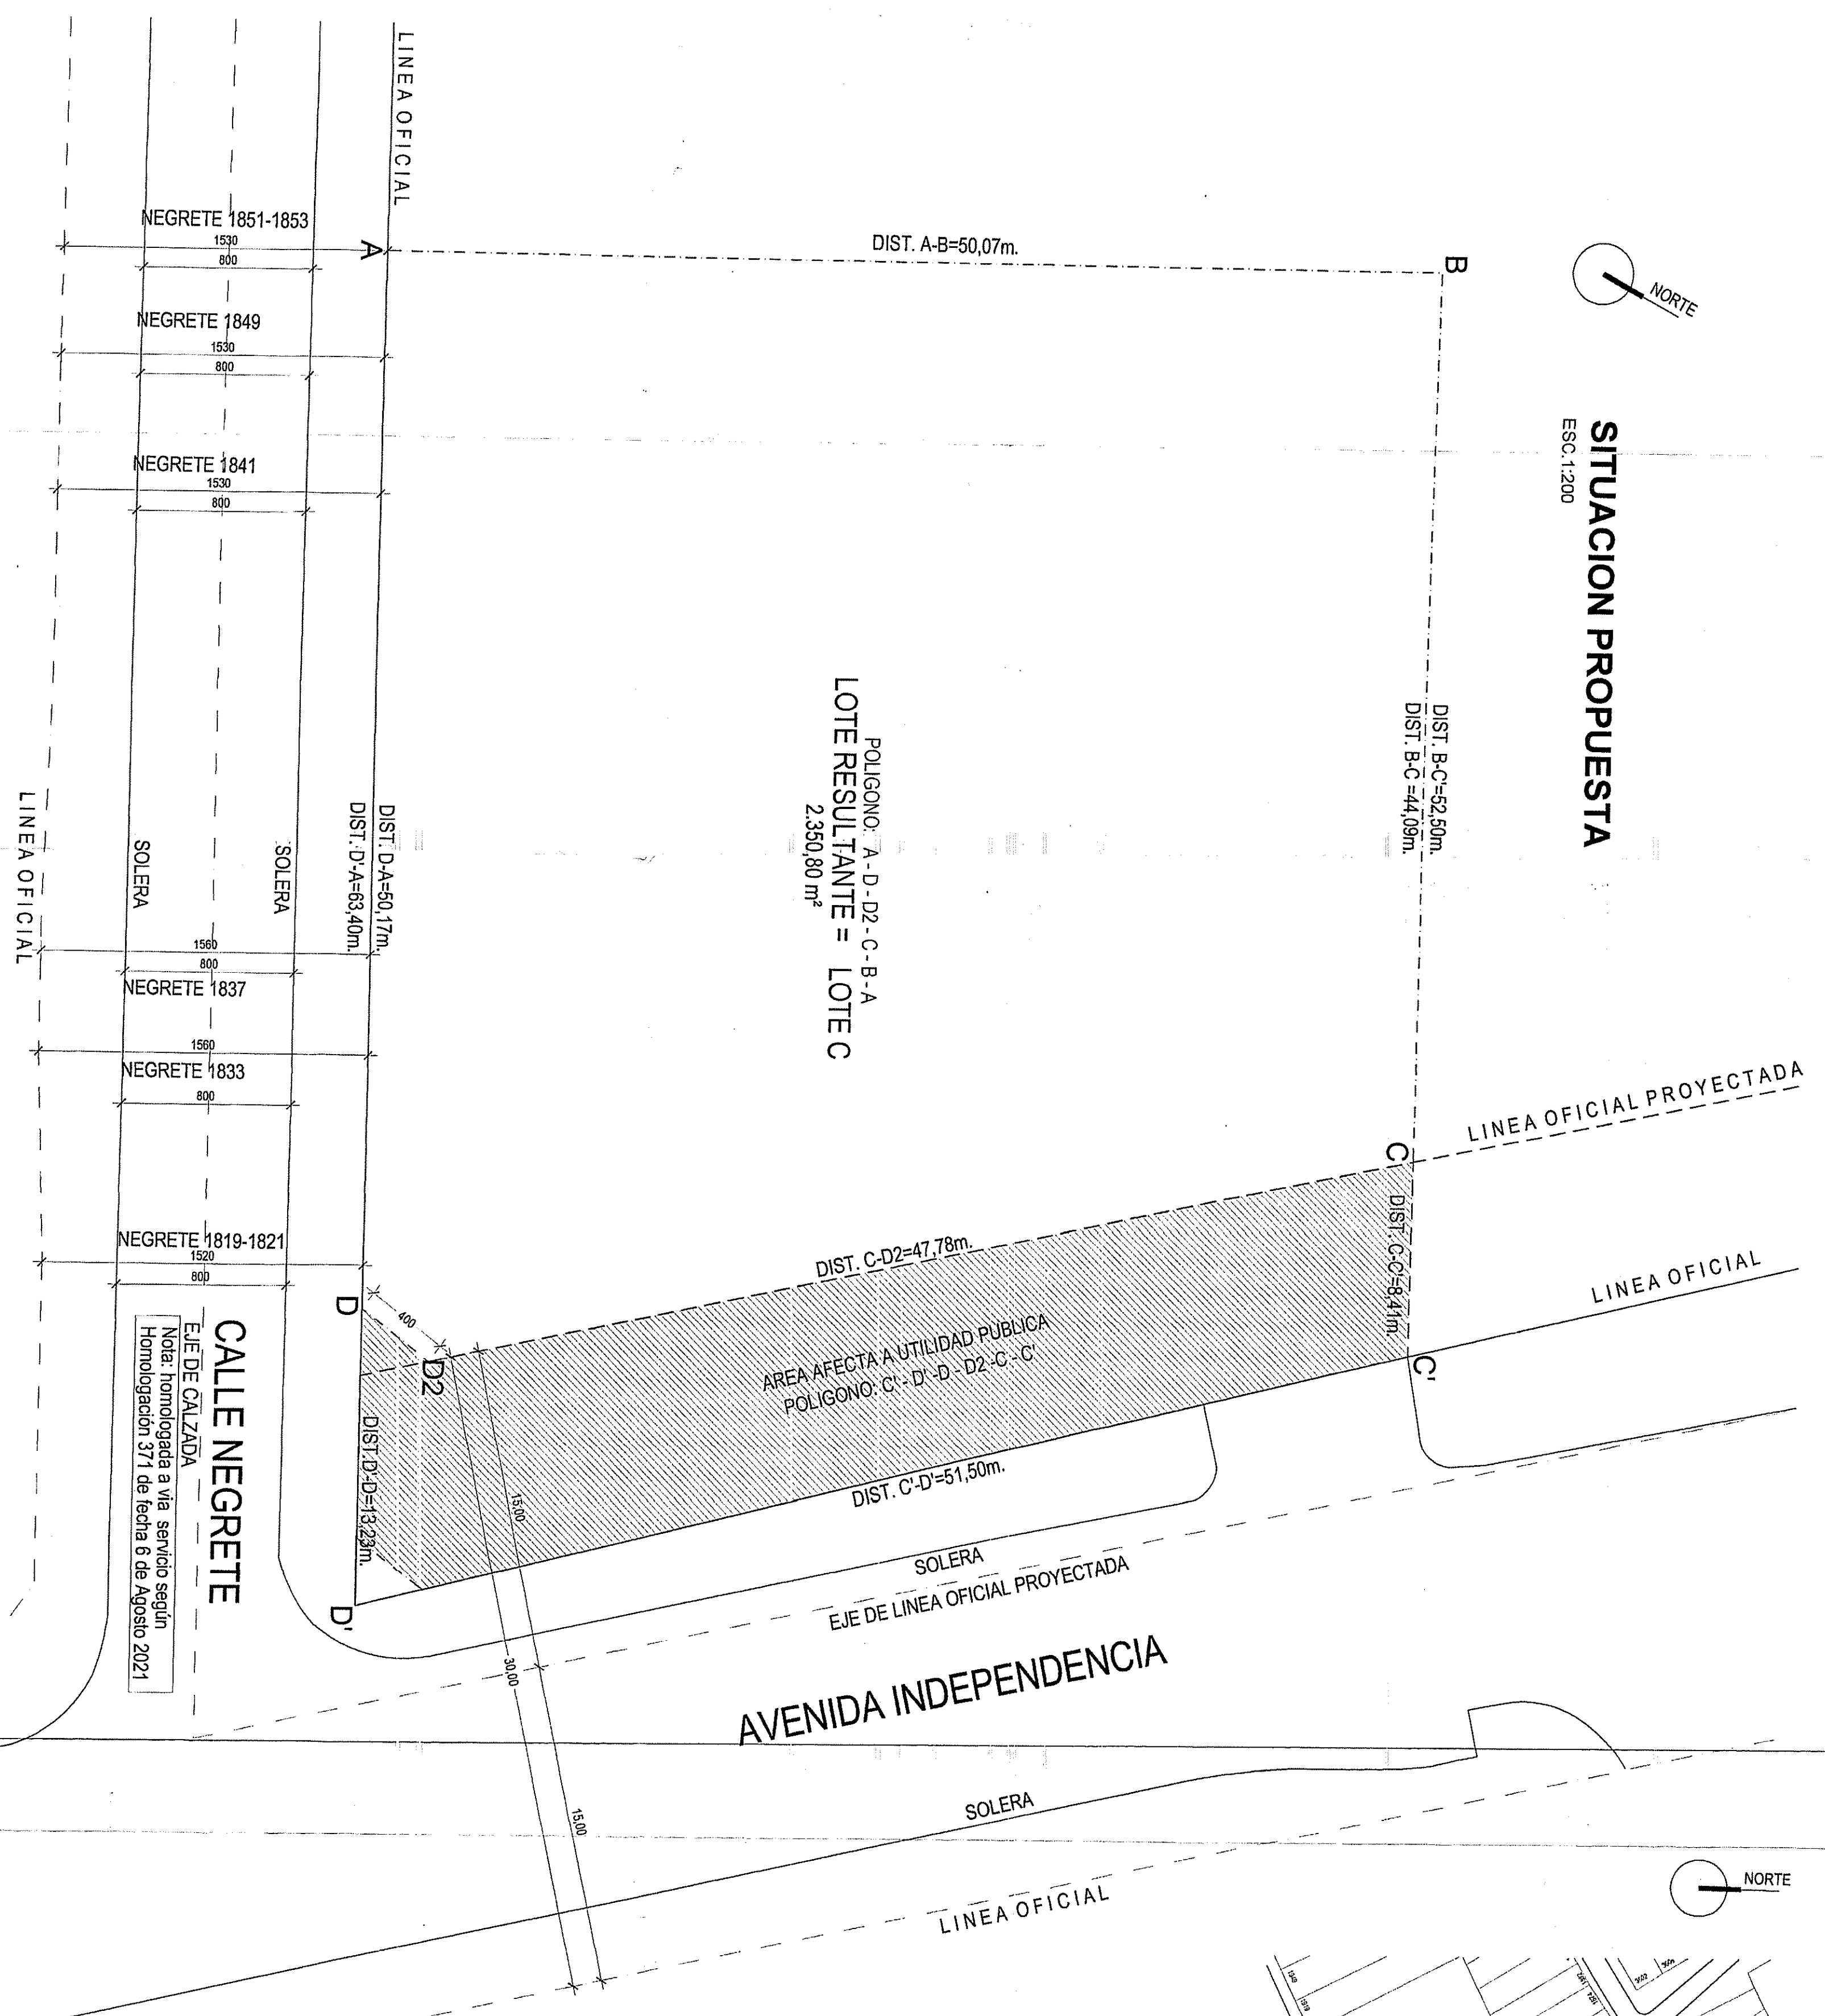 SITUACION PROPUESTA
ESC.1:200
NORTE
LINEA OFICIAL
A
DIST. A-B=50,07m.
B
NEGRETE 1851-1853
1530
800
NEGRETE 1849
1530
800
NEGRETE 1841
1530
800
DIST. B-C'=52,50m.
DIST. B-C =44,09m.
POLIGONO: A - D - D2 - C - B - A
LOTE RESULTANTE = LOTE C
2.350,80 m²
DIST. D-A=50,17m.
DIST. D'-A=63,40m.
SOLERA
SOLERA
LINEA OFICIAL
1560
800
NEGRETE 1837
1560
NEGRETE 1833
800
NEGRETE 1819-1821
1520
800
LINEA OFICIAL PROYECTADA
C
DIST. C-C'=8,41m.
C'
LINEA OFICIAL
DIST. C-D2=47,78m.
AREA AFECTA A UTILIDAD PUBLICA
POLIGONO: C' - D' -D - D2 -C - C'
DIST. C'-D'=51,50m.
D
400
D2
DIST. D'-D=13,23m.
D'
CALLE NEGRETE
EJE DE CALZADA
Nota: homologada a via servicio según
Homologación 371 de fecha 6 de Agosto 2021
15,00
30,00
15,00
SOLERA
EJE DE LINEA OFICIAL PROYECTADA
AVENIDA INDEPENDENCIA
SOLERA
LINEA OFICIAL
NORTE